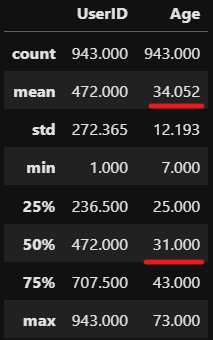 UserID Age
count 943.000 943.000
mean 472.000 34.052
std 272.365 12.193
min 1.000 7.000
25% 236.500 25.000
50% 472.000 31.000
75% 707.500 43.000
max 943.000 73.000